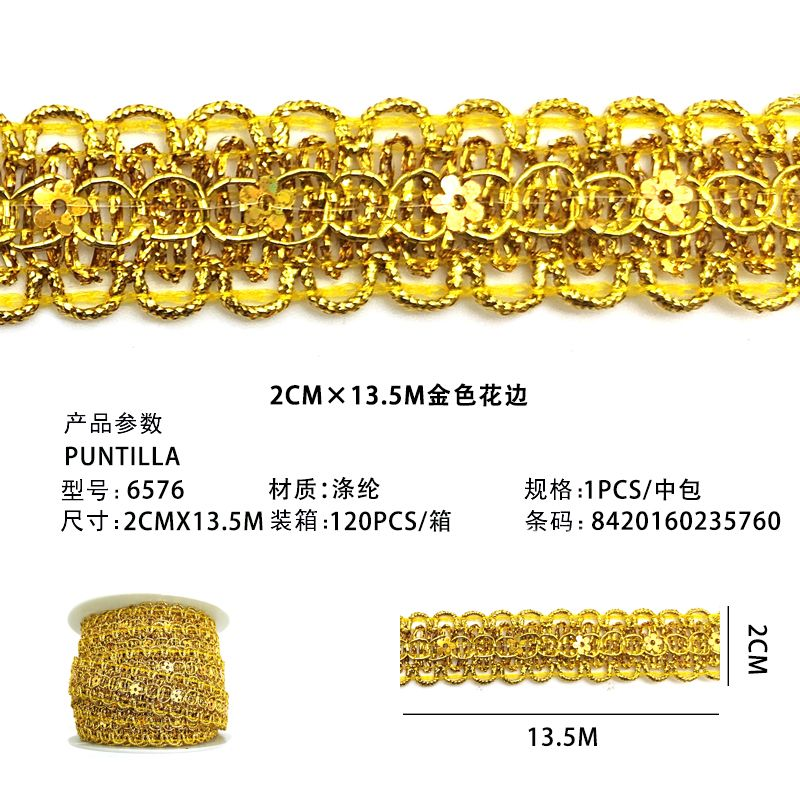 2CM×13.5M金色花边
产品参数
PUNTILLA
型号：6576 材质：涤纶 规格：1PCS/中包
尺寸：2CMX13.5M 装箱：120PCS/箱 条码：8420160235760
2CM
13.5M